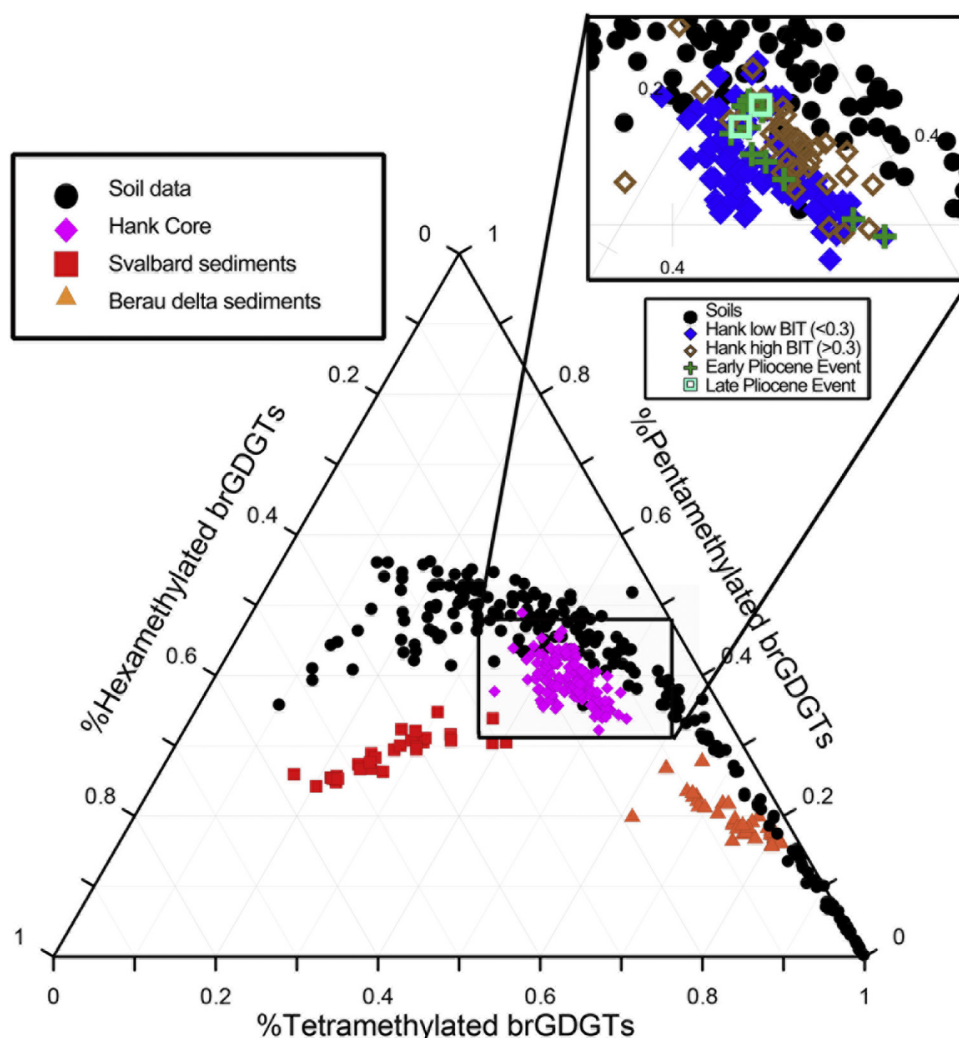 Soil data
Hank Core
Svalbard sediments
Berau delta sediments
0.2
0.4
0.4
Soils
Hank low BIT (<0.3)
Hank high BIT (>0.3)
Early Pliocene Event
Late Pliocene Event
0 1
0.2 0.8
0.4 0.6
0.6 0.4
0.8 0.2
1 0
%Hexamethylated brGDGTs
%Pentamethylated brGDGTs
0 0.2 0.4 0.6 0.8 1
%Tetramethylated brGDGTs